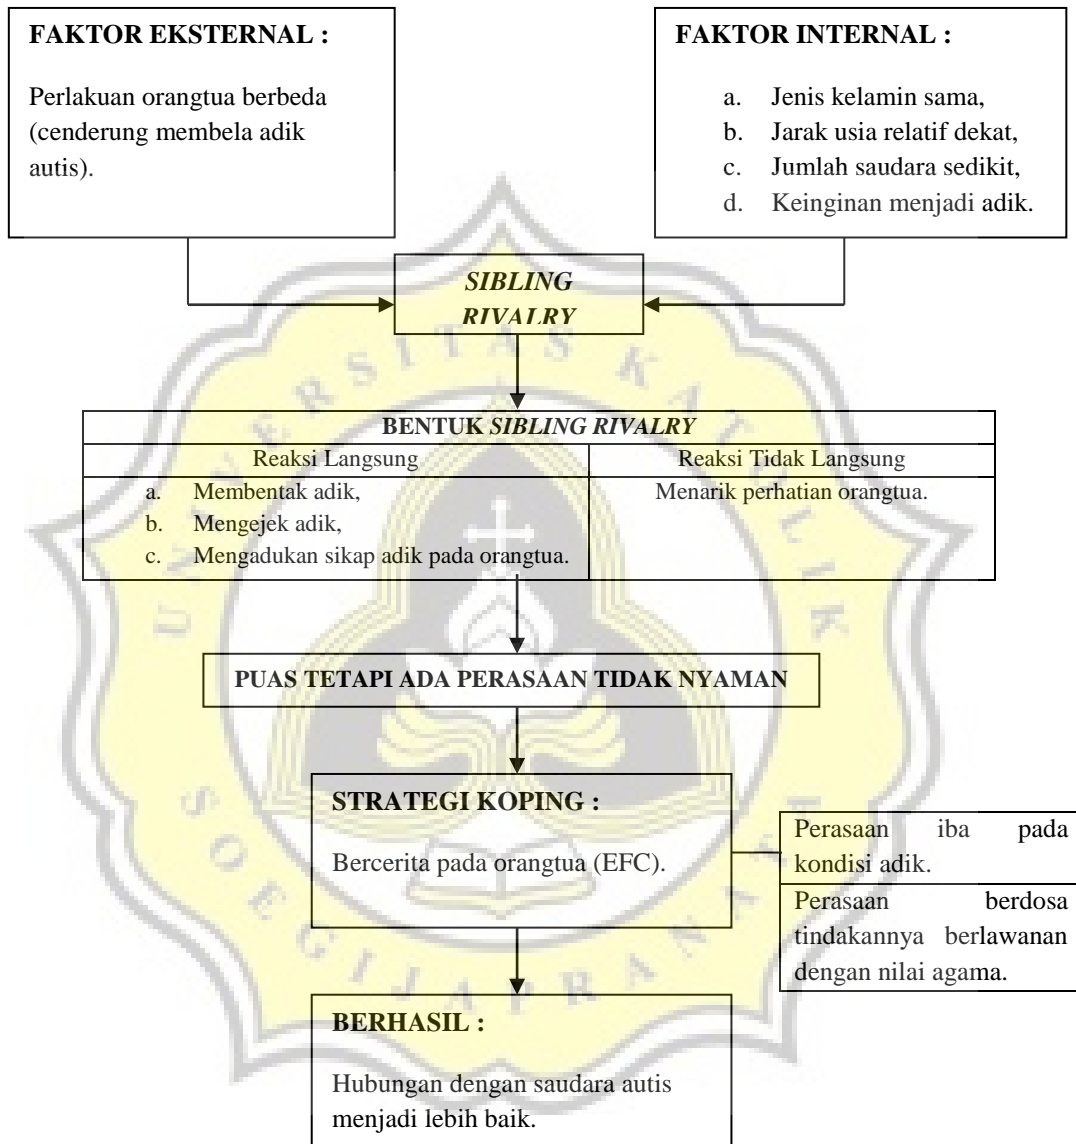 FAKTOR EKSTERNAL :
Perlakuan orangtua berbeda
(cenderung membela adik
autis).
FAKTOR INTERNAL :
a. Jenis kelamin sama,
b. Jarak usia relatif dekat,
c. Jumlah saudara sedikit,
d. Keinginan menjadi adik.
SIBLING
RIVALRY
BENTUK SIBLING RIVALRY
Reaksi Langsung
Reaksi Tidak Langsung
a. Membentak adik,
b. Mengejek adik,
c. Mengadukan sikap adik pada orangtua.
Menarik perhatian orangtua.
PUAS TETAPI ADA PERASAAN TIDAK NYAMAN
STRATEGI KOPING :
Bercerita pada orangtua (EFC).
Perasaan iba pada
kondisi adik.
Perasaan berdosa
tindakannya berlawanan
dengan nilai agama.
BERHASIL :
Hubungan dengan saudara autis
menjadi lebih baik.
UNIVERSITAS KATOLIK
SOEGIJAPRANATA